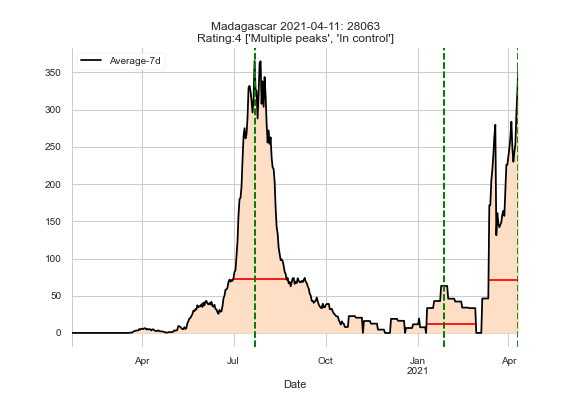 Madagascar 2021-04-11: 28063
Rating:4 ['Multiple peaks', 'In control']
Average-7d
350
300
250
200
150
100
50
0
Apr
Jul
Oct
Jan
2021
Apr
Date